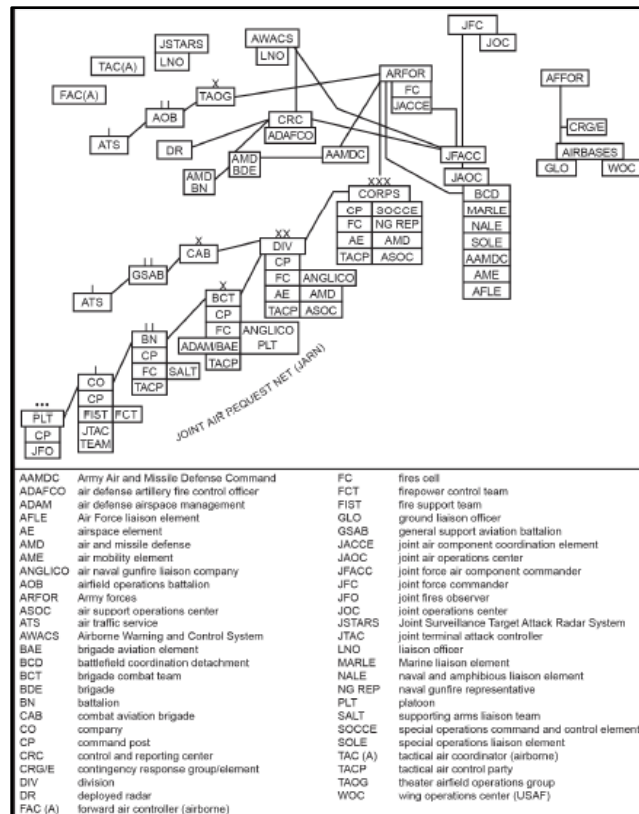 JFC
JOC
AWACS
LNO
JSTARS
LNO
TAC(A)
FAC(A)
X
TAOG
ARFOR
FC
JACCE
AFFOR
CRG/E
AIRBASES
GLO
WOC
II
AOB
I
ATS
CRC
ADAFCO
DR
AMD
BDE
AMD
BN
AAMDC
JFACC
JAOC
BCD
MARLE
NALE
SOLE
AAMDC
AME
AFLE
XXX
CORPS
CP SOCCE
FC NG REP
AE AMD
TACP ASOC
XX
DIV
CP
FC ANGLICO
AE AMD
TACP ASOC
X
CAB
II
GSAB
I
ATS
X
BCT
CP
FC ANGLICO
ADAM/BAE PLT
TACP
II
BN
CP
FC SALT
TACP
I
CO
CP
FIST FCT
JTAC
TEAM
•••
PLT
CP
JFO
JOINT AIR REQUEST NET (JARN)
AAMDC Army Air and Missile Defense Command
ADAFCO air defense artillery fire control officer
ADAM air defense airspace management
AFLE Air Force liaison element
AE airspace element
AMD air and missile defense
AME air mobility element
ANGLICO air naval gunfire liaison company
AOB airfield operations battalion
ARFOR Army forces
ASOC air support operations center
ATS air traffic service
AWACS Airborne Warning and Control System
BAE brigade aviation element
BCD battlefield coordination detachment
BCT brigade combat team
BDE brigade
BN battalion
CAB combat aviation brigade
CO company
CP command post
CRC control and reporting center
CRG/E contingency response group/element
DIV division
DR deployed radar
FAC (A) forward air controller (airborne)
FC fires cell
FCT firepower control team
FIST fire support team
GLO ground liaison officer
GSAB general support aviation battalion
JACCE joint air component coordination element
JAOC joint air operations center
JFACC joint force air component commander
JFC joint force commander
JFO joint fires observer
JOC joint operations center
JSTARS Joint Surveillance Target Attack Radar System
JTAC joint terminal attack controller
LNO liaison officer
MARLE Marine liaison element
NALE naval and amphibious liaison element
NG REP naval gunfire representative
PLT platoon
SALT supporting arms liaison team
SOCCE special operations command and control element
SOLE special operations liaison element
TAC (A) tactical air coordinator (airborne)
TACP tactical air control party
TAOG theater airfield operations group
WOC wing operations center (USAF)